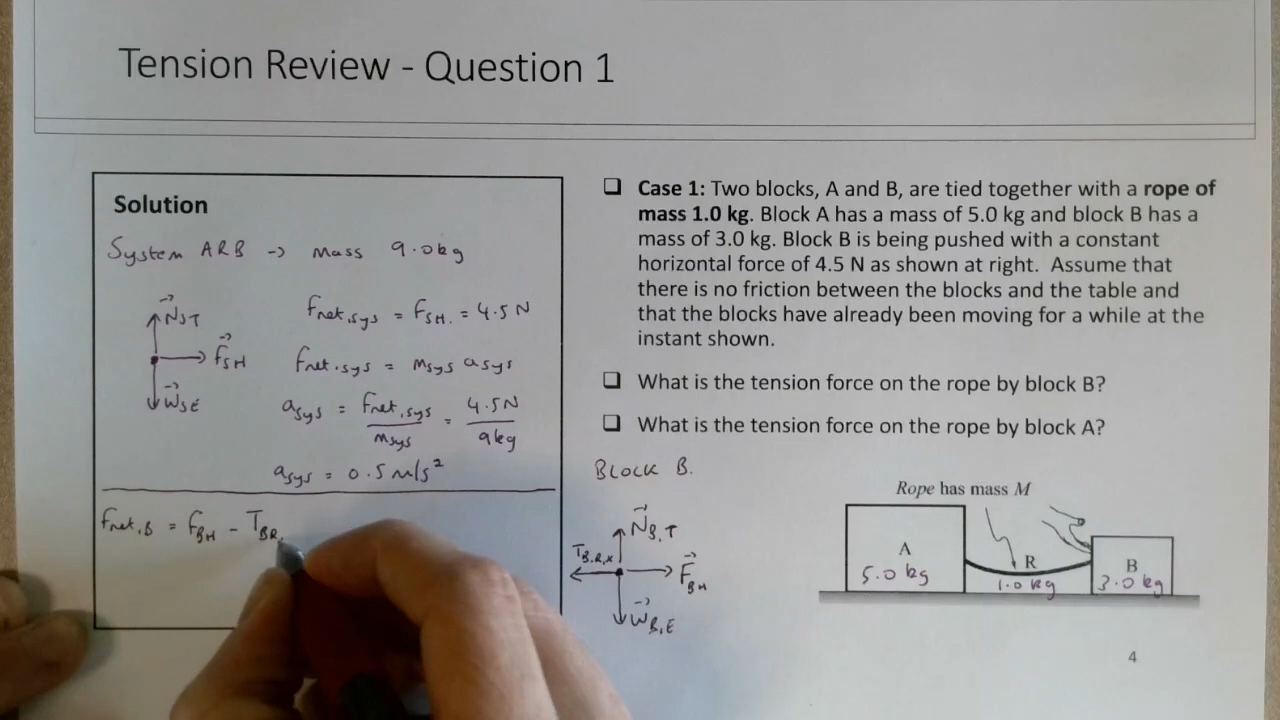 Tension Review - Question 1
Solution
System ARB → Mass 9.0kg
N⃗ST
F⃗SH
W⃗SE
Fnet,sys = FSH. = 4.5N
Fnet.sys = Msys asys
asys = Fnet,sys / Msys = 4.5N / 9kg
asys = 0.5 m/s²
Fnet,B = FBH - TBR,
❑ Case 1: Two blocks, A and B, are tied together with a rope of
mass 1.0 kg. Block A has a mass of 5.0 kg and block B has a
mass of 3.0 kg. Block B is being pushed with a constant
horizontal force of 4.5 N as shown at right. Assume that
there is no friction between the blocks and the table and
that the blocks have already been moving for a while at the
instant shown.
❑ What is the tension force on the rope by block B?
❑ What is the tension force on the rope by block A?
BLOCK B.
N⃗B,T
TB,R,x
F⃗BH
W⃗B,E
Rope has mass M
A
5.0 kg
R
1.0 kg
B
3.0 kg
4